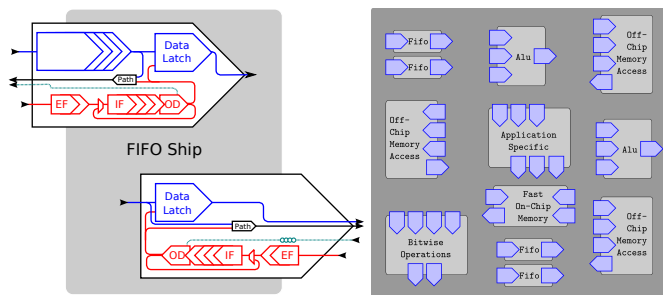 Data
Latch
Path
EF
IF
OD
FIFO Ship
Data
Latch
Path
OD
IF
EF
Fifo
Fifo
Alu
Off-
Chip
Memory
Access
Off-
Chip
Memory
Access
Application
Specific
Alu
Fast
On-Chip
Memory
Bitwise
Operations
Fifo
Fifo
Off-
Chip
Memory
Access